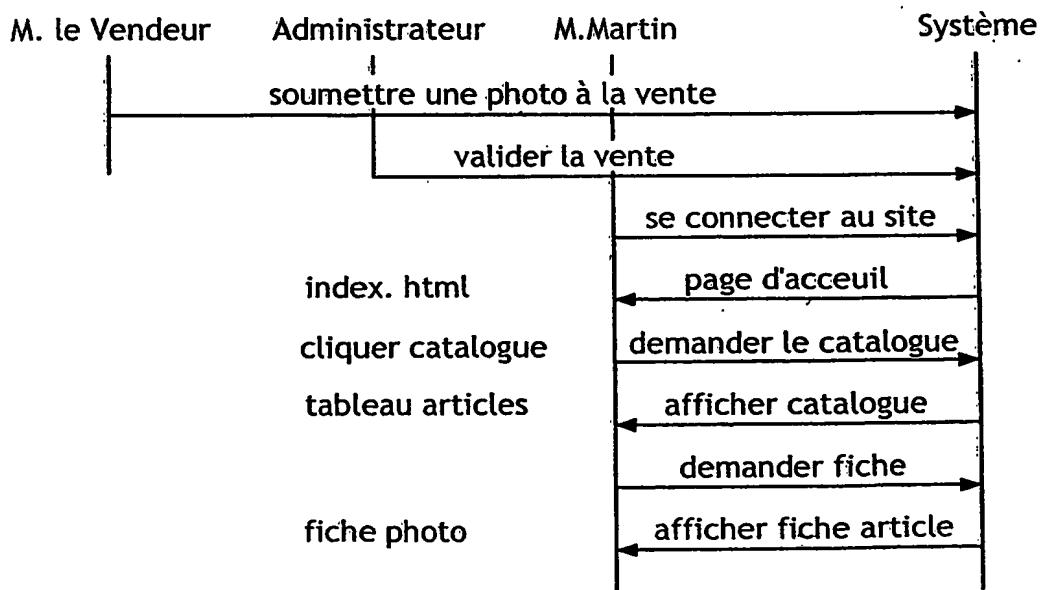 M. le Vendeur Administrateur M.Martin Système
soumettre une photo à la vente
valider la vente
se connecter au site
index. html page d'acceuil
cliquer catalogue demander le catalogue
tableau articles afficher catalogue
demander fiche
fiche photo afficher fiche article